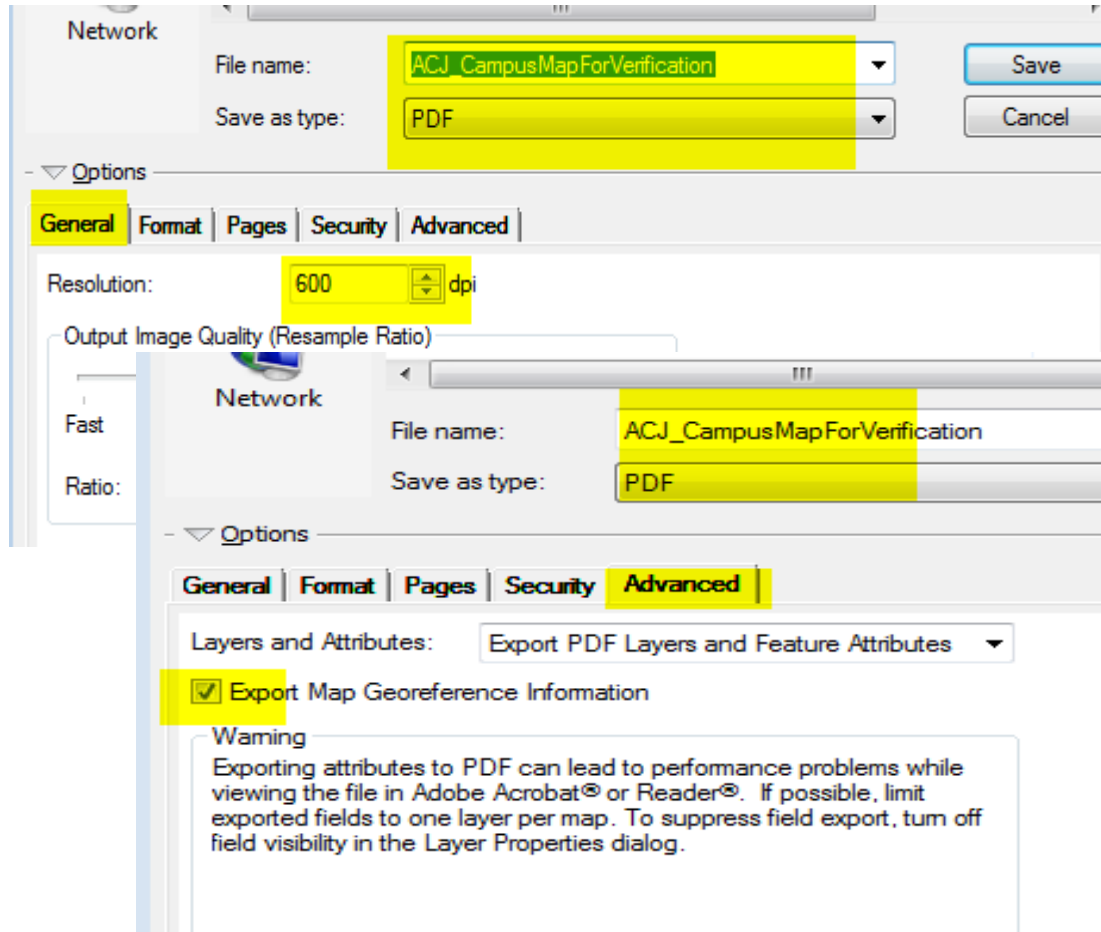 Network
File name: ACJ_CampusMapForVerification Save
Save as type: PDF Cancel
Options
General Format Pages Security Advanced
Resolution: 600 dpi
Output Image Quality (Resample Ratio)
Fast
Ratio:
Network
File name: ACJ_CampusMapForVerification
Save as type: PDF
Options
General Format Pages Security Advanced
Layers and Attributes: Export PDF Layers and Feature Attributes
Export Map Georeference Information
Warning
Exporting attributes to PDF can lead to performance problems while
viewing the file in Adobe Acrobat® or Reader®. If possible, limit
exported fields to one layer per map. To suppress field export, turn off
field visibility in the Layer Properties dialog.